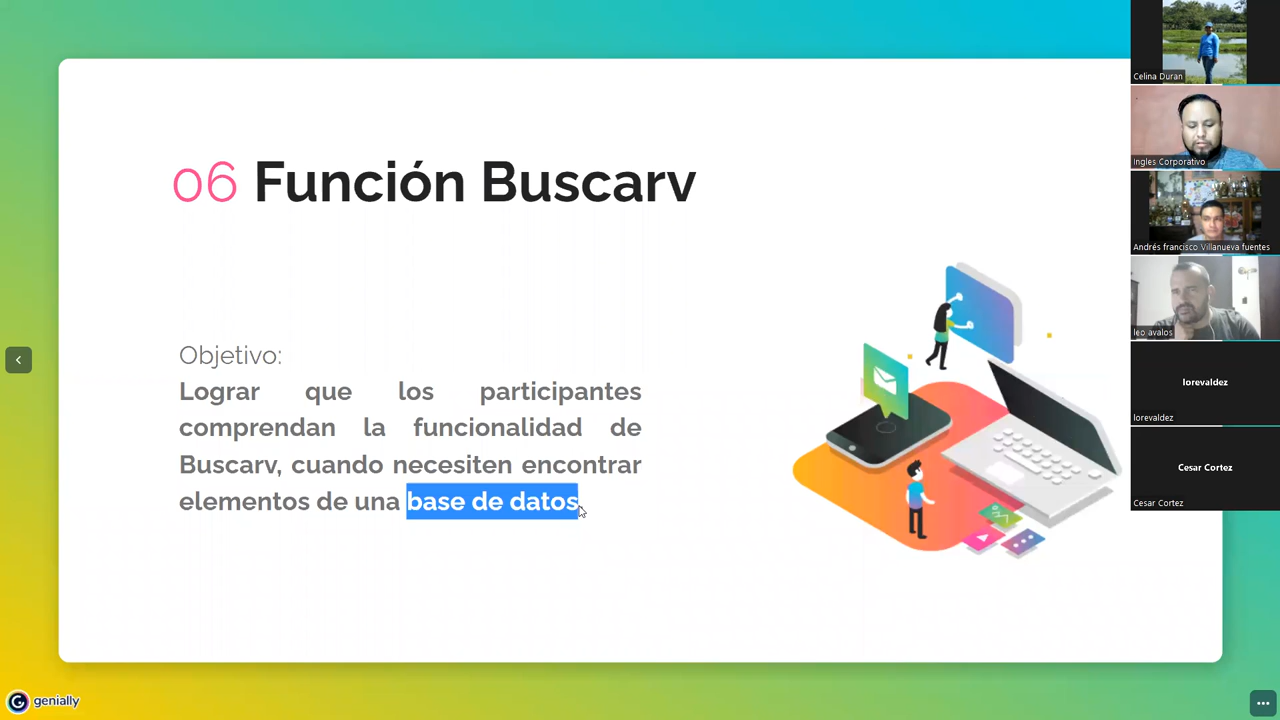 06 Función Buscarv
Objetivo:
Lograr que los participantes
comprendan la funcionalidad de
Buscarv, cuando necesiten encontrar
elementos de una base de datos.
Celina Duran
Ingles Corporativo
Andrés francisco Villanueva fuentes
leo avalos
lorevaldez
lorevaldez
Cesar Cortez
Cesar Cortez
genially